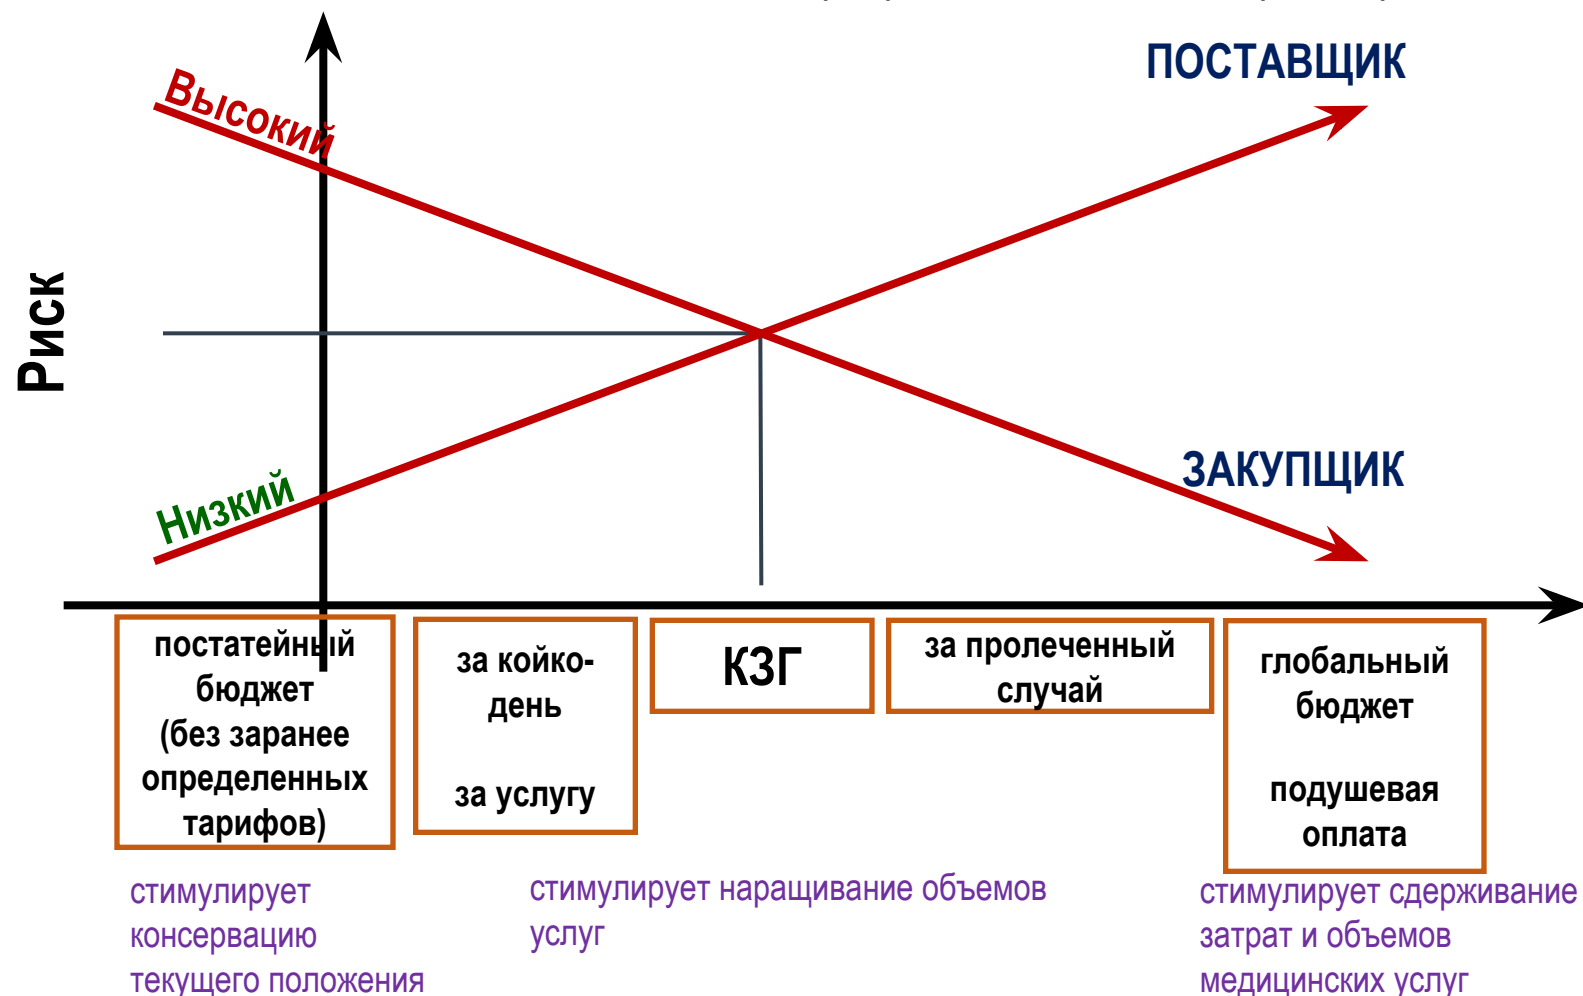 ПОСТАВЩИК
Высокий
Риск
Низкий
ЗАКУПЩИК
постатейный
бюджет
(без заранее
определенных
тарифов)
за койко-
день
за услугу
КЗГ
за пролеченный
случай
глобальный
бюджет
подушевая
оплата
стимулирует
консервацию
текущего положения
стимулирует наращивание объемов
услуг
стимулирует сдерживание
затрат и объемов
медицинских услуг